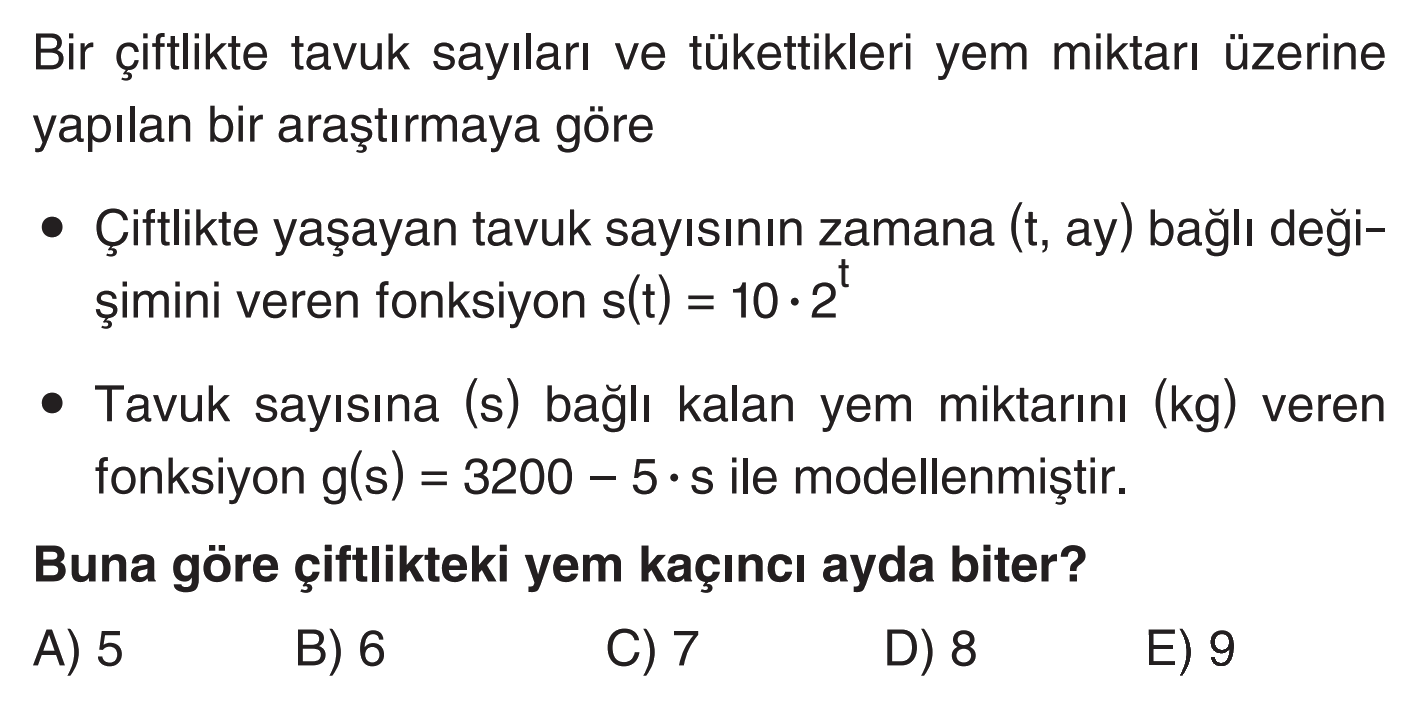 Bir çiftlikte tavuk sayıları ve tükettikleri yem miktarı üzerine
yapılan bir araştırmaya göre
• Çiftlikte yaşayan tavuk sayısının zamana (t, ay) bağlı deği-
şimini veren fonksiyon s(t) = 10 · 2^t
• Tavuk sayısına (s) bağlı kalan yem miktarını (kg) veren
fonksiyon g(s) = 3200 – 5 · s ile modellenmiştir.
Buna göre çiftlikteki yem kaçıncı ayda biter?
A) 5 B) 6 C) 7 D) 8 E) 9